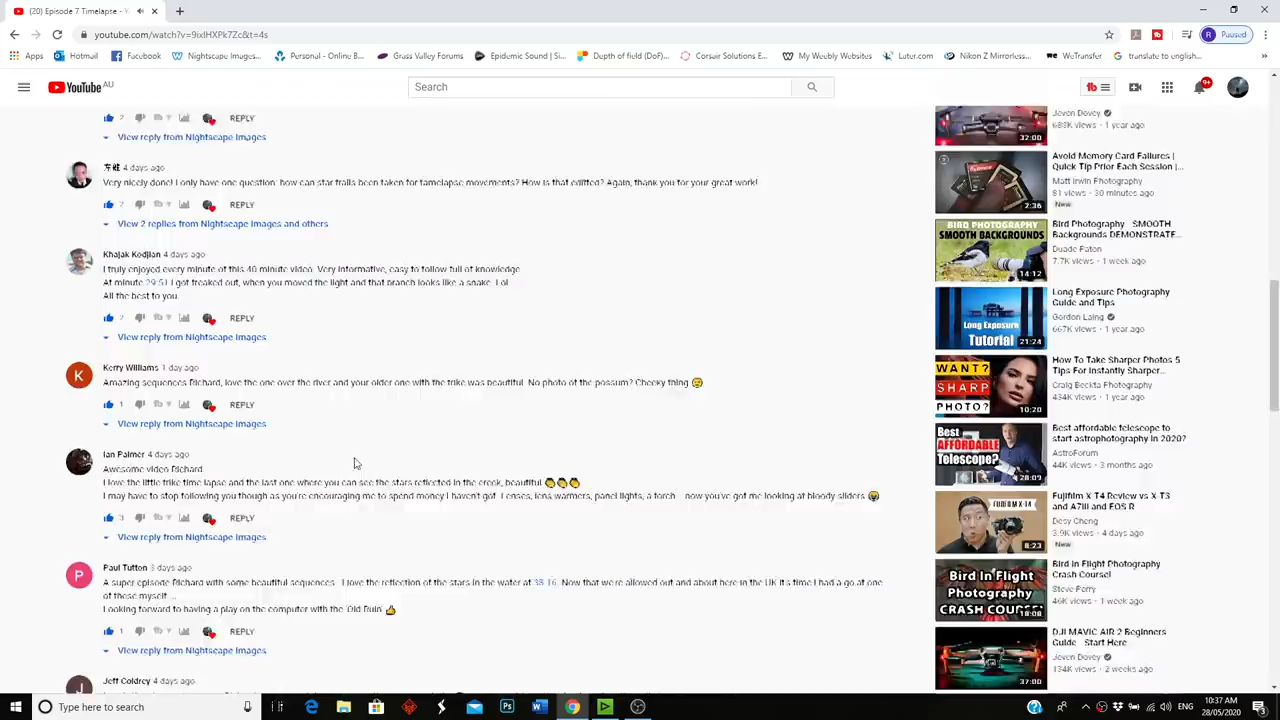 (20) Episode 7 Timelapse - Y
youtube.com/watch?v=9ixIHXPk7Zc&t=4s
Paused
Apps
Hotmail
Facebook
Nightscape Images...
Personal - Online B...
Grass Valley Forums
Epidemic Sound | Si...
Depth of field (DoF)...
Corsair Solutions E...
My Weebly Websites
Luter.com
Nikon Z Mirrorless...
WeTransfer
translate to english...
YouTube AU
Search
9+
2 REPLY
View reply from Nightscape Images
4 days ago
Very nicely done! I only have one question: how can star trails been taken for tamelapse movements? Hours that editted? Again, thank you for your great work!
2 REPLY
View 2 replies from Nightscape Images and others
Khajak Kodjian 4 days ago
I truly enjoyed every minute of this 40 minute video. Very informative, easy to follow full of knowledge
At minute 29:51 I got freaked out, when you moved the light and that branch looks like a snake. Lol
All the best to you.
2 REPLY
View reply from Nightscape Images
K
Kerry Williams 1 day ago
Amazing sequences Richard, love the one over the river and your older one with the trike was beautiful. No photo of the possum? Cheeky thing
1 REPLY
View reply from Nightscape Images
Ian Palmer 4 days ago
Awesome video Richard.
I love the little trike time lapse and the last one where you can see the stars reflected in the creek, beautiful
I may have to stop following you though as you're encouraging me to spend money I haven't got. Lenses, lens warmers, panel lights, a torch... now you've got me looking at bloody sliders
3 REPLY
View reply from Nightscape Images
P
Paul Tutton 3 days ago
A super episode Richard with some beautiful sequences. I love the reflection of the stars in the water at 38:16. Now that we're allowed out and about here in the UK it's time I had a go at one
of these myself...
Looking forward to having a play on the computer with the 'Old Ruin'
1 REPLY
View reply from Nightscape Images
J
Jeff Coldrey 4 days ago
Jeven Dovey
1 year ago
32:00
Avoid Memory Card Failures |
Quick Tip Prior Each Session |...
Matt Irwin Photography
81 views • 30 minutes ago
New
2:36
BIRD PHOTOGRAPHY
SMOOTH
BACKGROUNDS
14:12
Bird Photography - SMOOTH
Backgrounds DEMONSTRATE...
Duade Paton
7.7K views • 1 week ago
Long Exposure
Tutorial
21:24
Long Exposure Photography
Guide and Tips
Gordon Laing
667K views • 1 year ago
WANT?
SHARP
PHOTO?
10:20
How To Take Sharper Photos 5
Tips For Instantly Sharper...
Craig Beckta Photography
434K views • 1 year ago
Best
AFFORDABLE
Telescope?
28:09
Best affordable telescope to
start astrophotography in 2020?
AstroForum
44K views • 3 months ago
FUJIFILM X-T4
8:23
Fujifilm X T4 Review vs X-T3
and A7III and EOS R
Desy Cheng
3.9K views • 4 days ago
New
Bird In Flight
Photography
CRASH COURSE!
18:08
Bird In Flight Photography
Crash Course!
Steve Perry
46K views • 1 week ago
37:00
DJI MAVIC AIR 2 Beginners
Guide - Start Here
Jeven Dovey
134K views • 2 weeks ago
Type here to search
ENG
10:37 AM
28/05/2020
3